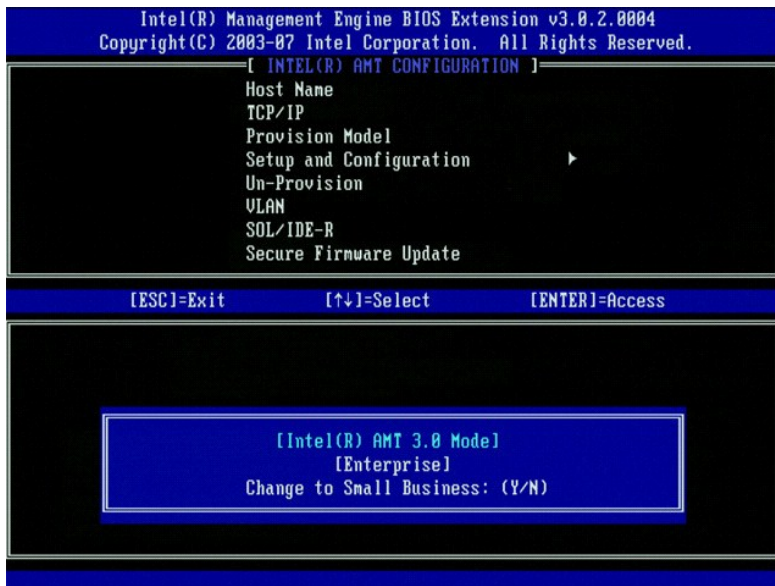 Intel(R) Management Engine BIOS Extension v3.0.2.0004
Copyright(C) 2003-07 Intel Corporation. All Rights Reserved.
[ INTEL(R) AMT CONFIGURATION ]
Host Name
TCP/IP
Provision Model
Setup and Configuration
Un-Provision
VLAN
SOL/IDE-R
Secure Firmware Update
[ESC]=Exit [↑↓]=Select [ENTER]=Access
[Intel(R) AMT 3.0 Mode]
[Enterprise]
Change to Small Business: (Y/N)